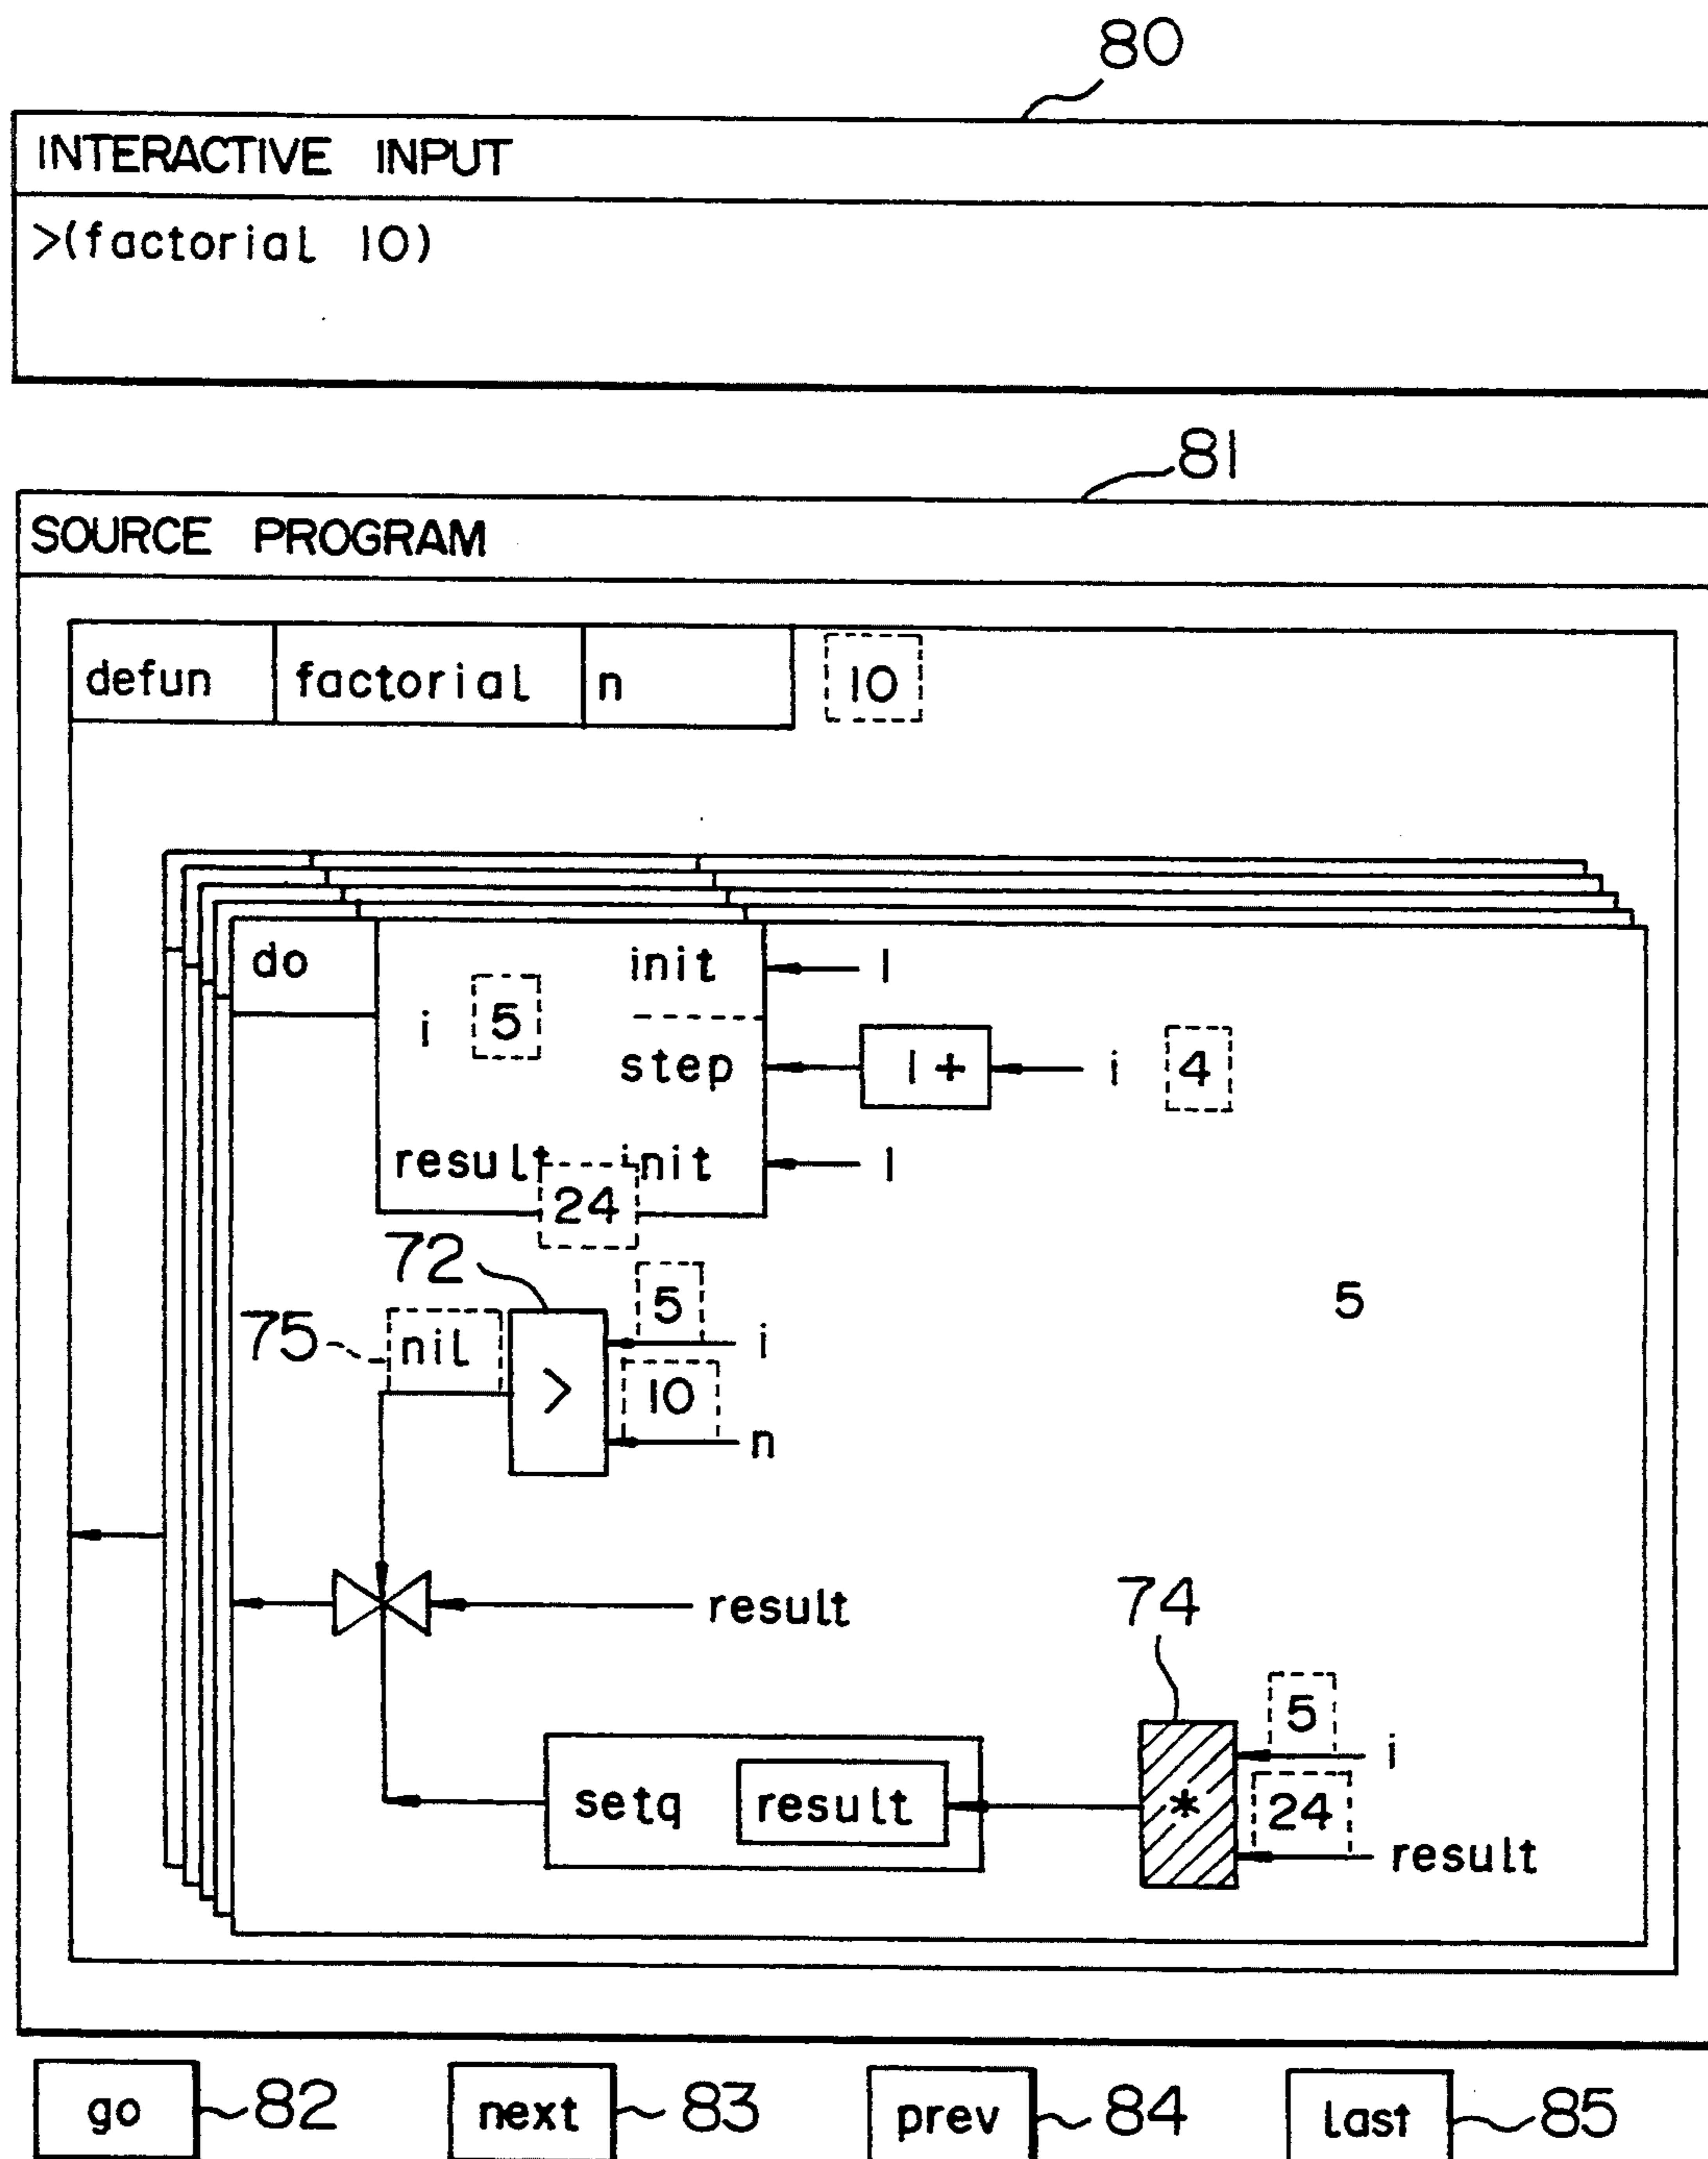 80
INTERACTIVE INPUT
>(factorial 10)
81
SOURCE PROGRAM
defun factorial n 10
do init 1
i 5
step 1+ i 4
result init 1
24
72
5
i
75 nil
>
10
n
5
result
74
5
i
setq result * 24
result
go 82 next 83 prev 84 last 85